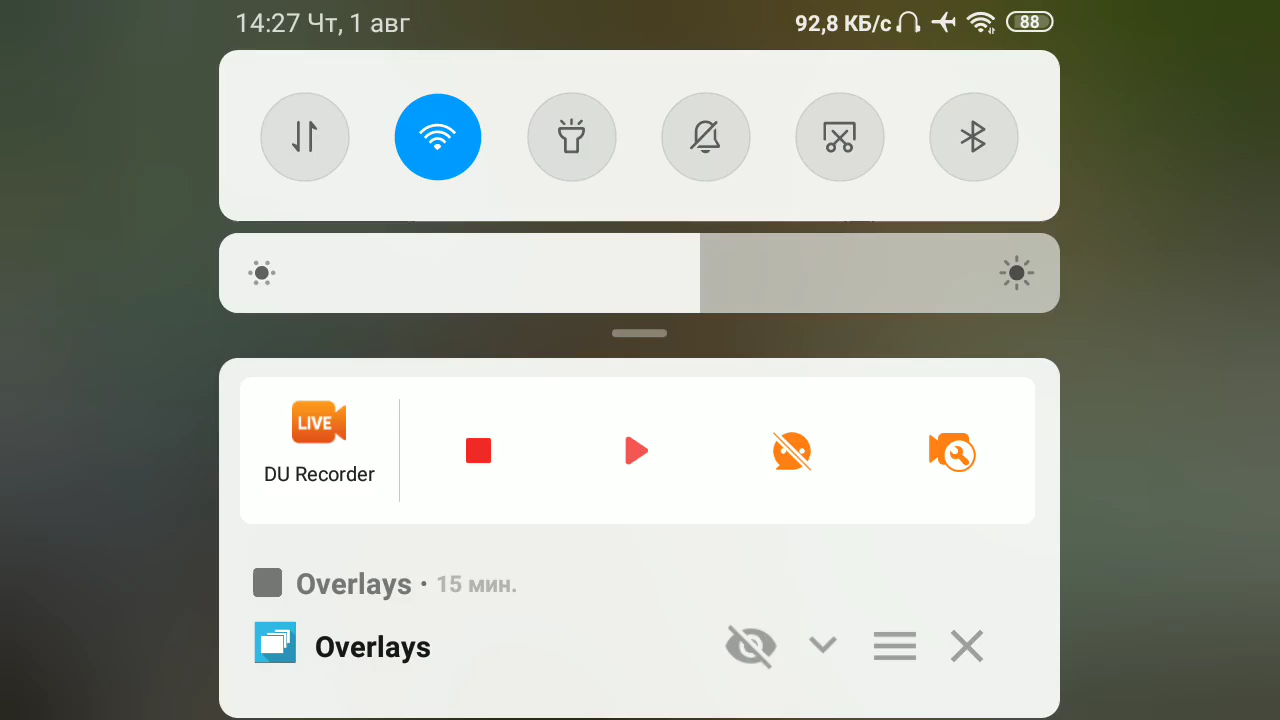 14:27 Чт, 1 авг
92,8 КБ/с 88
LIVE
DU Recorder
Overlays • 15 мин.
Overlays